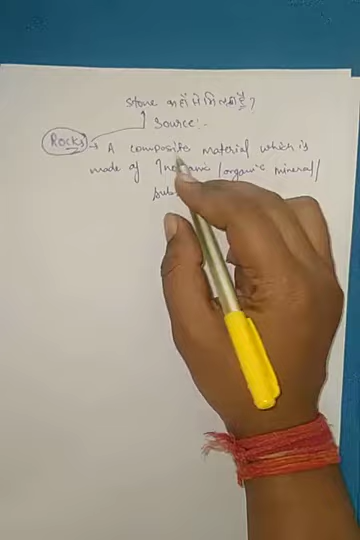 stone कहाँ से मिलता है?
Source:-
Rocks → A composite material which is
made of Inorganic/organic mineral/